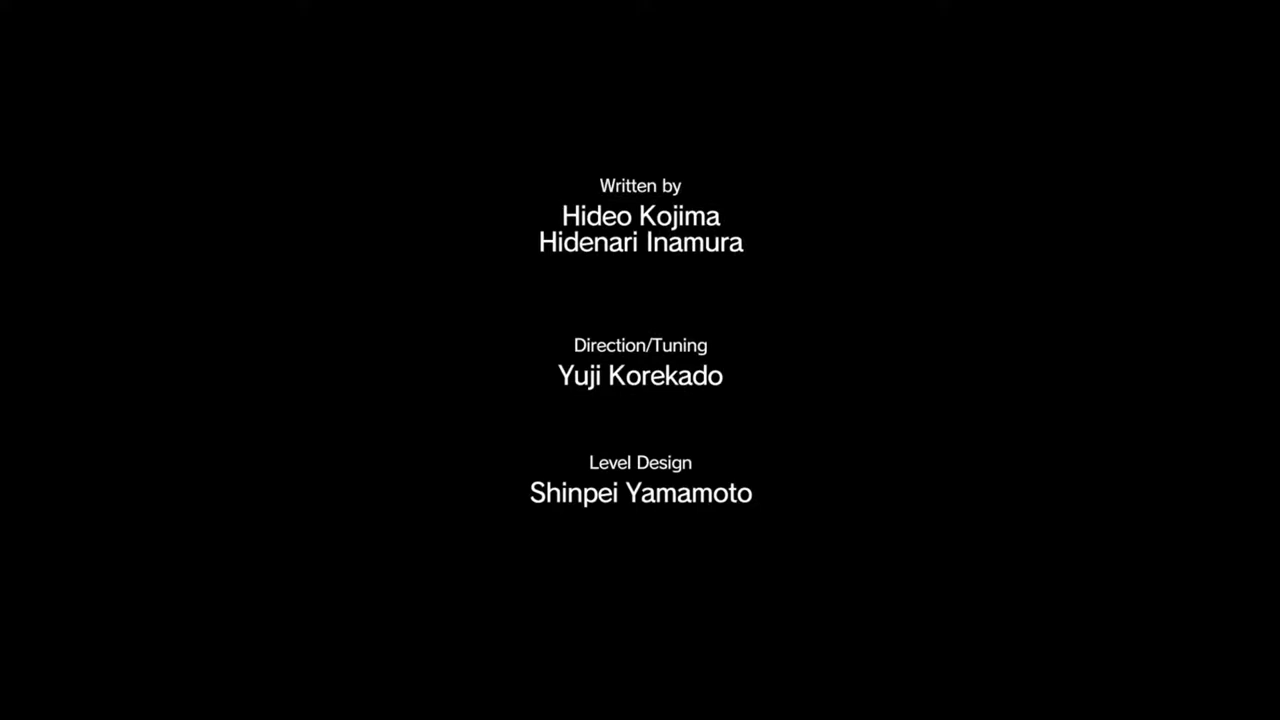 Written by
Hideo Kojima
Hidenari Inamura
Direction/Tuning
Yuji Korekado
Level Design
Shinpei Yamamoto